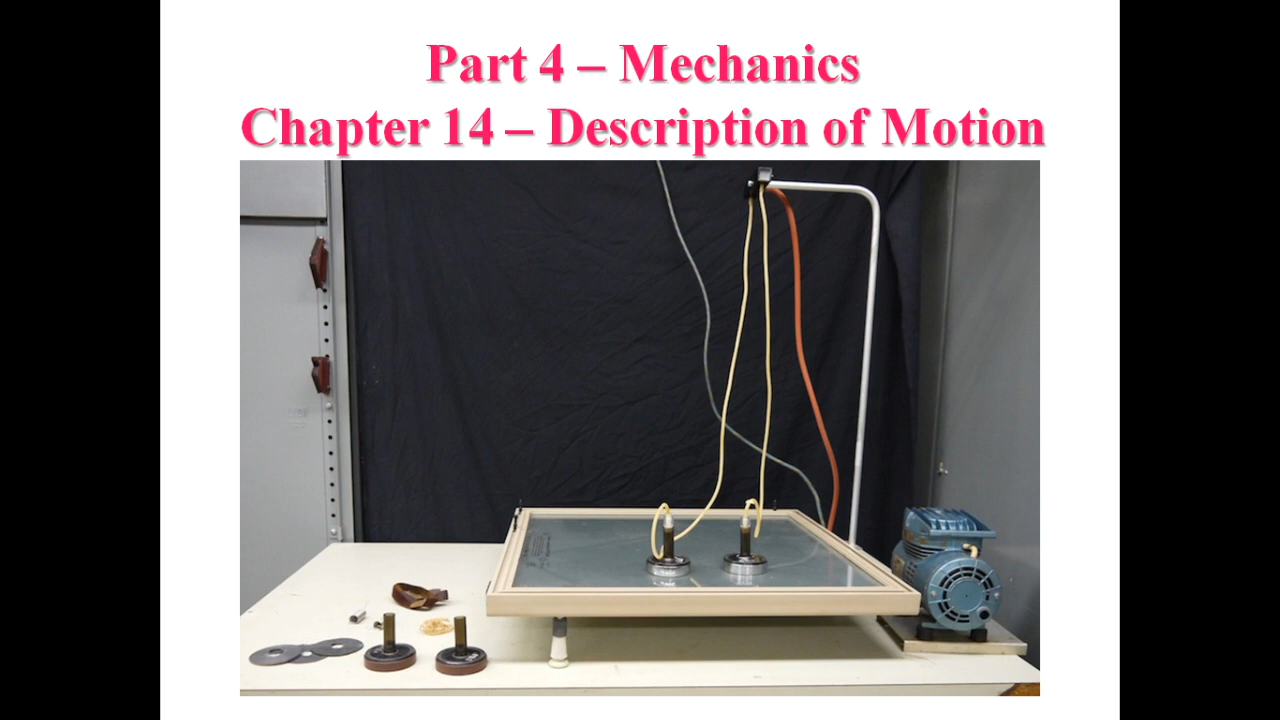 Part 4 – Mechanics
Chapter 14 – Description of Motion